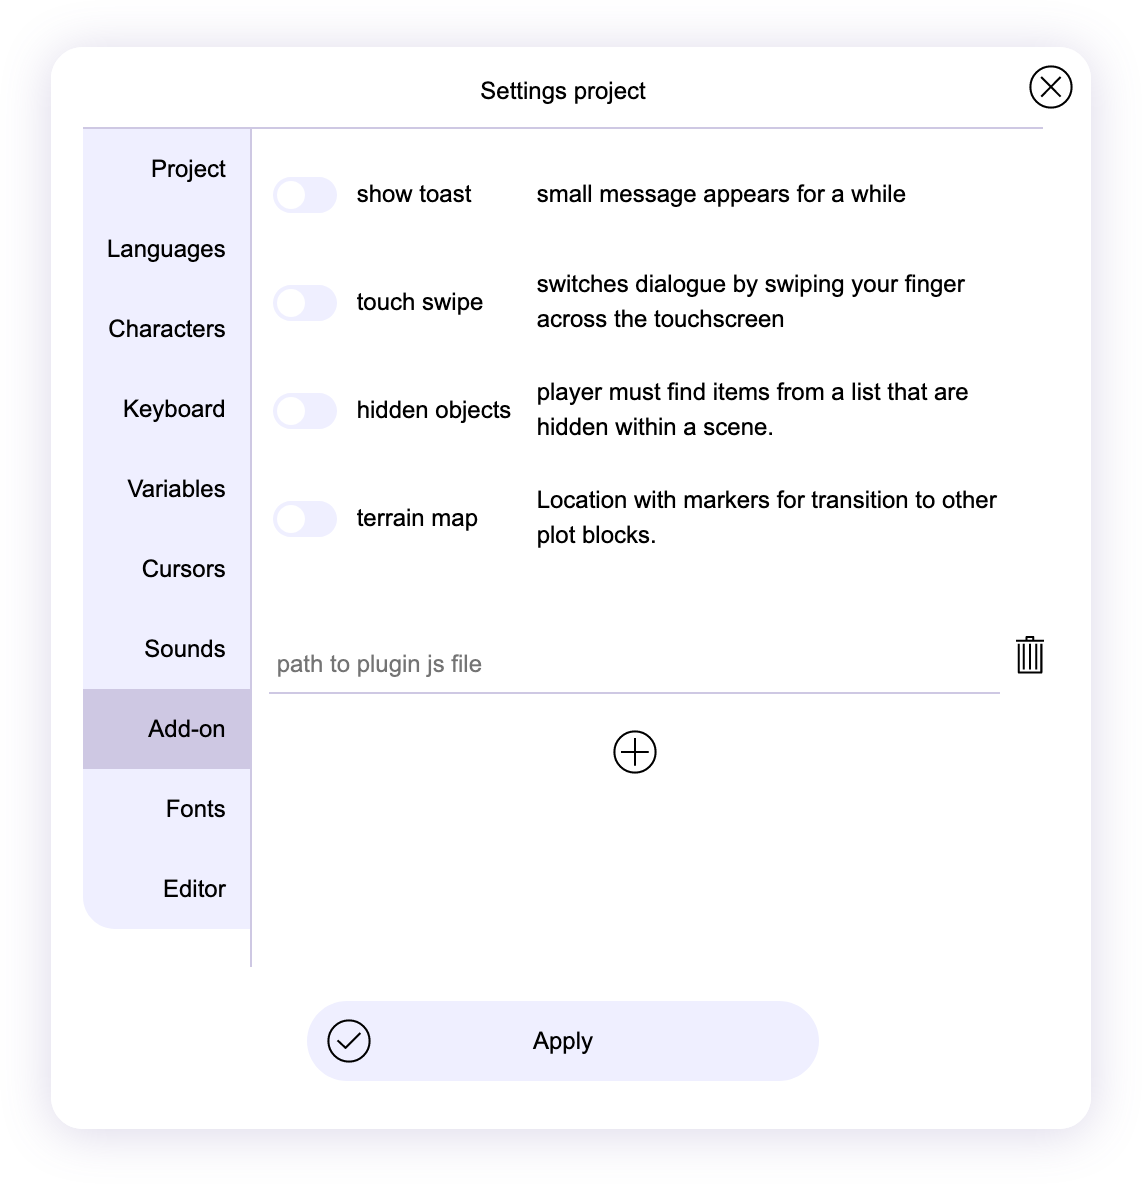 Settings project
Project
Languages
Characters
Keyboard
Variables
Cursors
Sounds
Add-on
Fonts
Editor
show toast
small message appears for a while
touch swipe
switches dialogue by swiping your finger
across the touchscreen
hidden objects
player must find items from a list that are
hidden within a scene.
terrain map
Location with markers for transition to other
plot blocks.
path to plugin js file
Apply